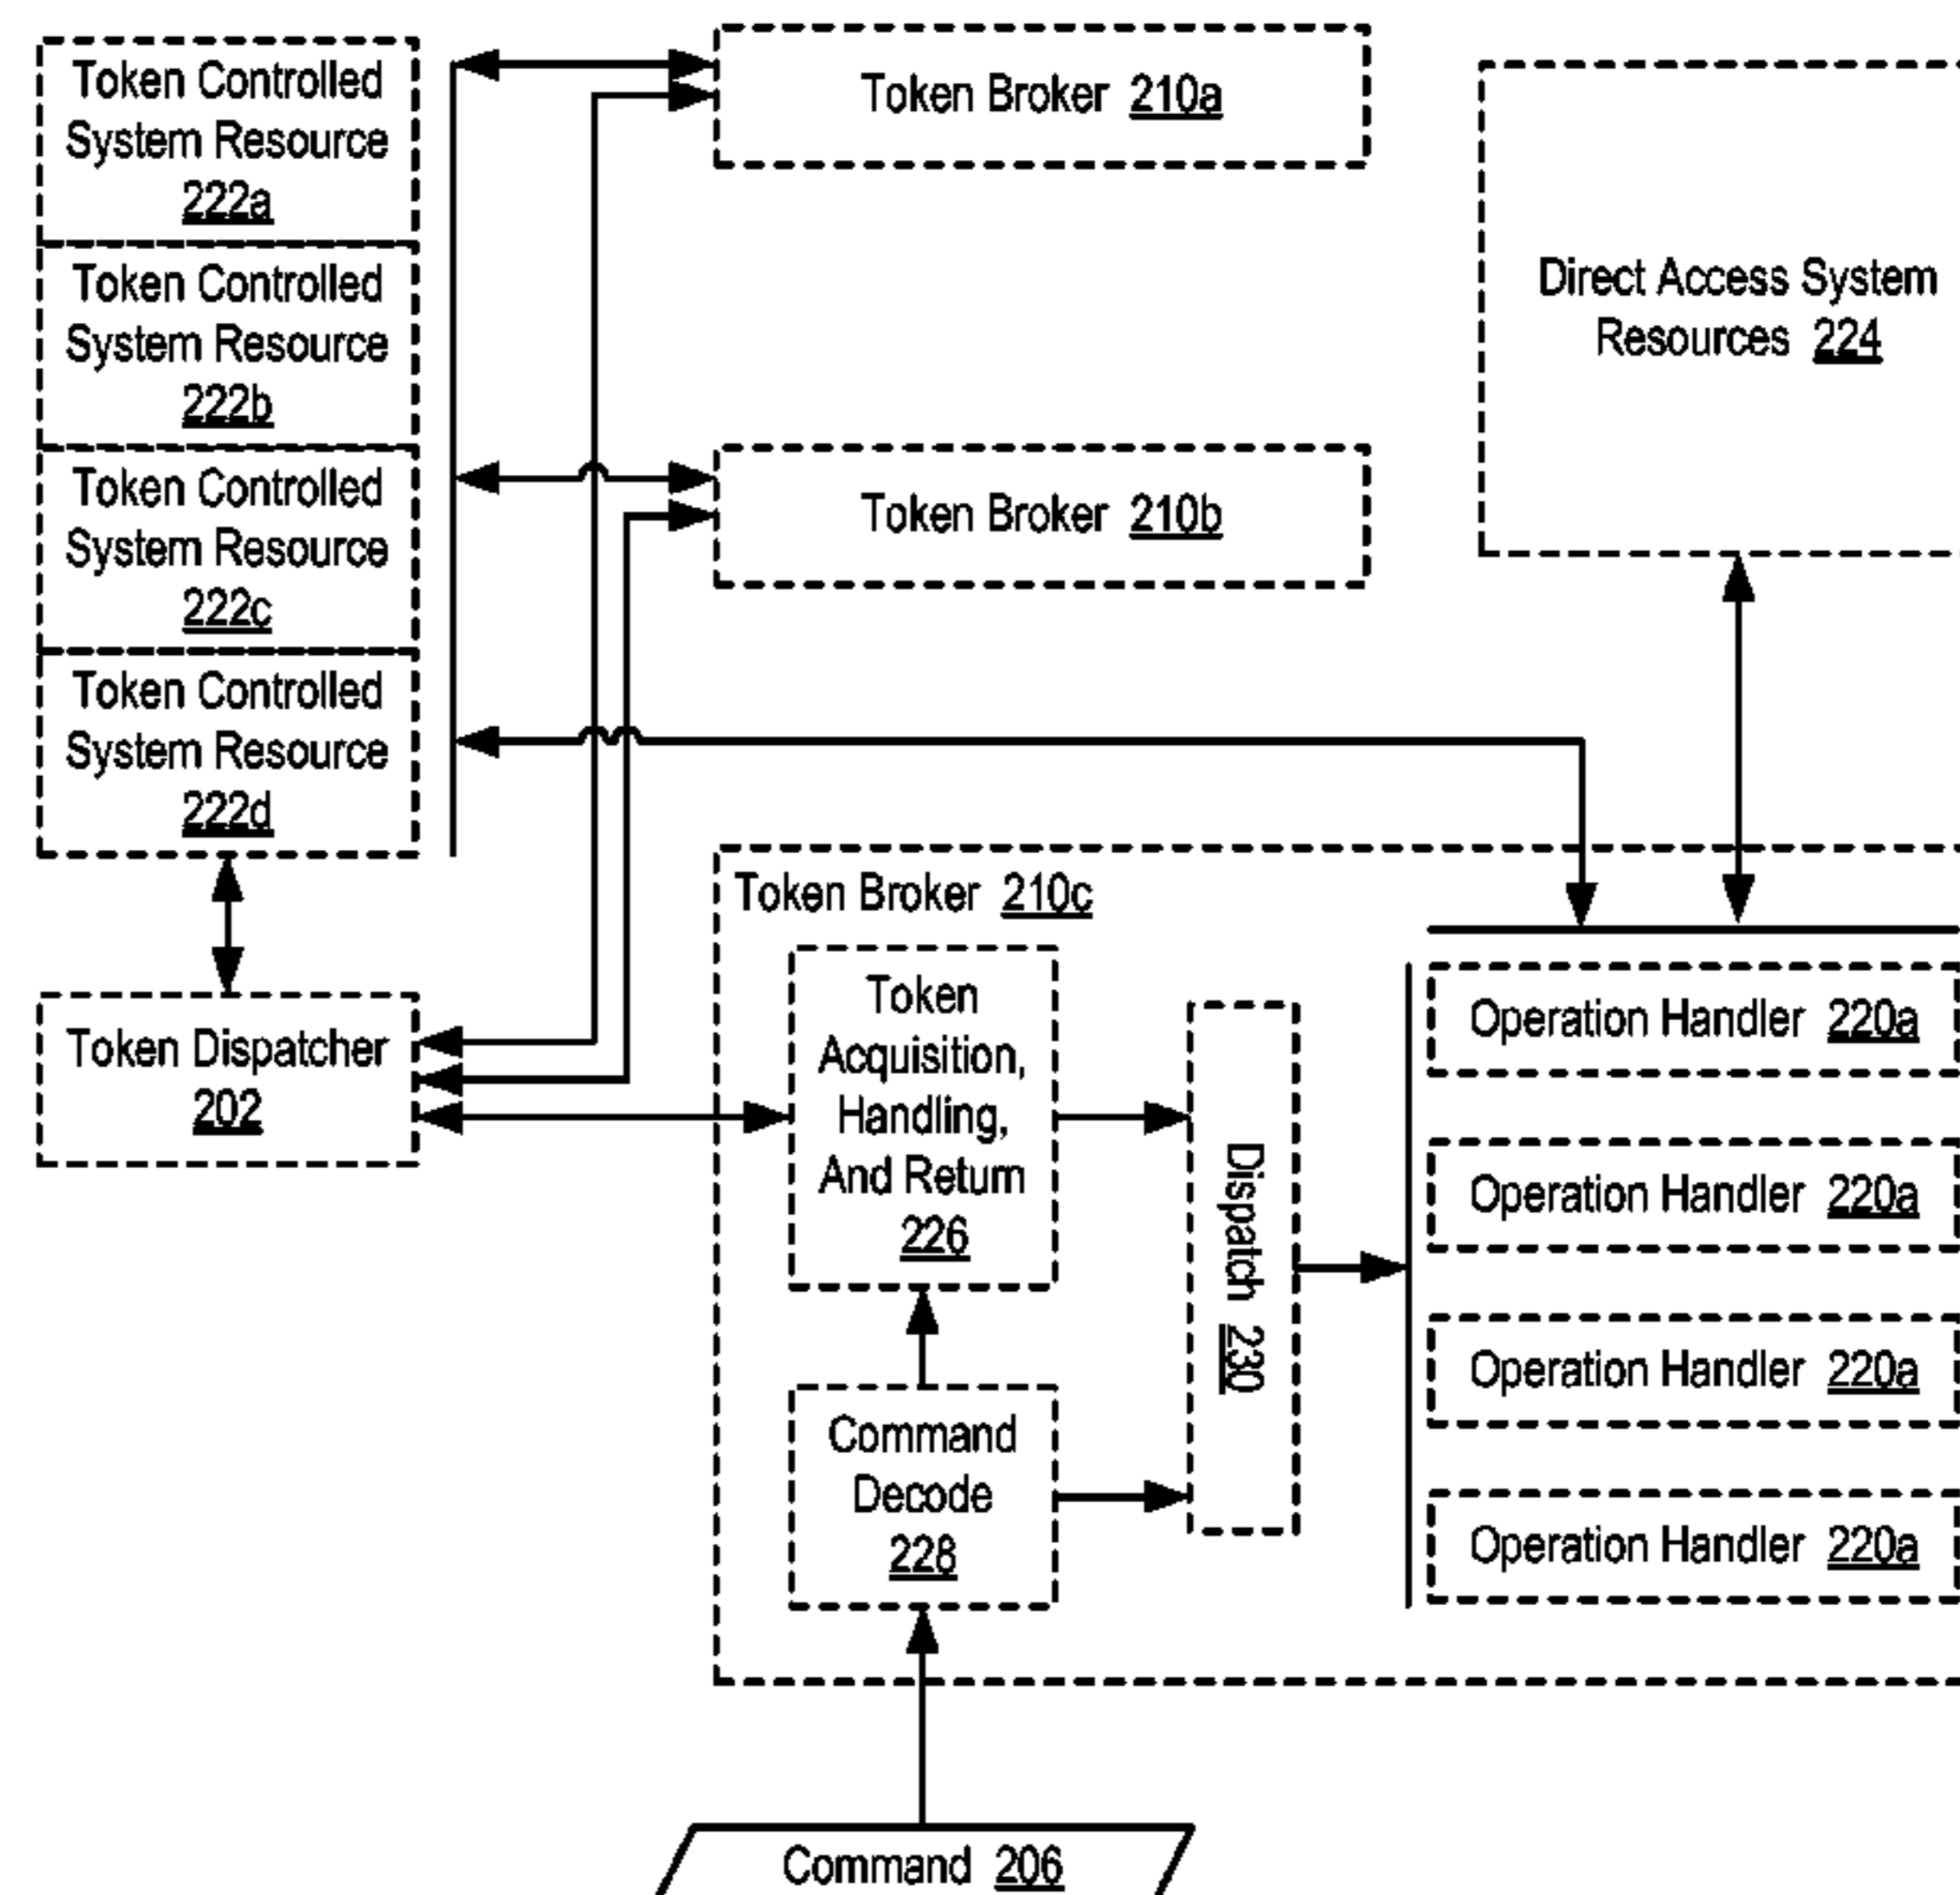 Token Controlled
System Resource
222a
Token Controlled
System Resource
222b
Token Controlled
System Resource
222c
Token Controlled
System Resource
222d
Token Dispatcher
202
Token Broker 210a
Token Broker 210b
Direct Access System
Resources 224
Token Broker 210c
Token
Acquisition,
Handling,
And Return
226
Command
Decode
228
Dispatch 230
Operation Handler 220a
Operation Handler 220a
Operation Handler 220a
Operation Handler 220a
Command 206